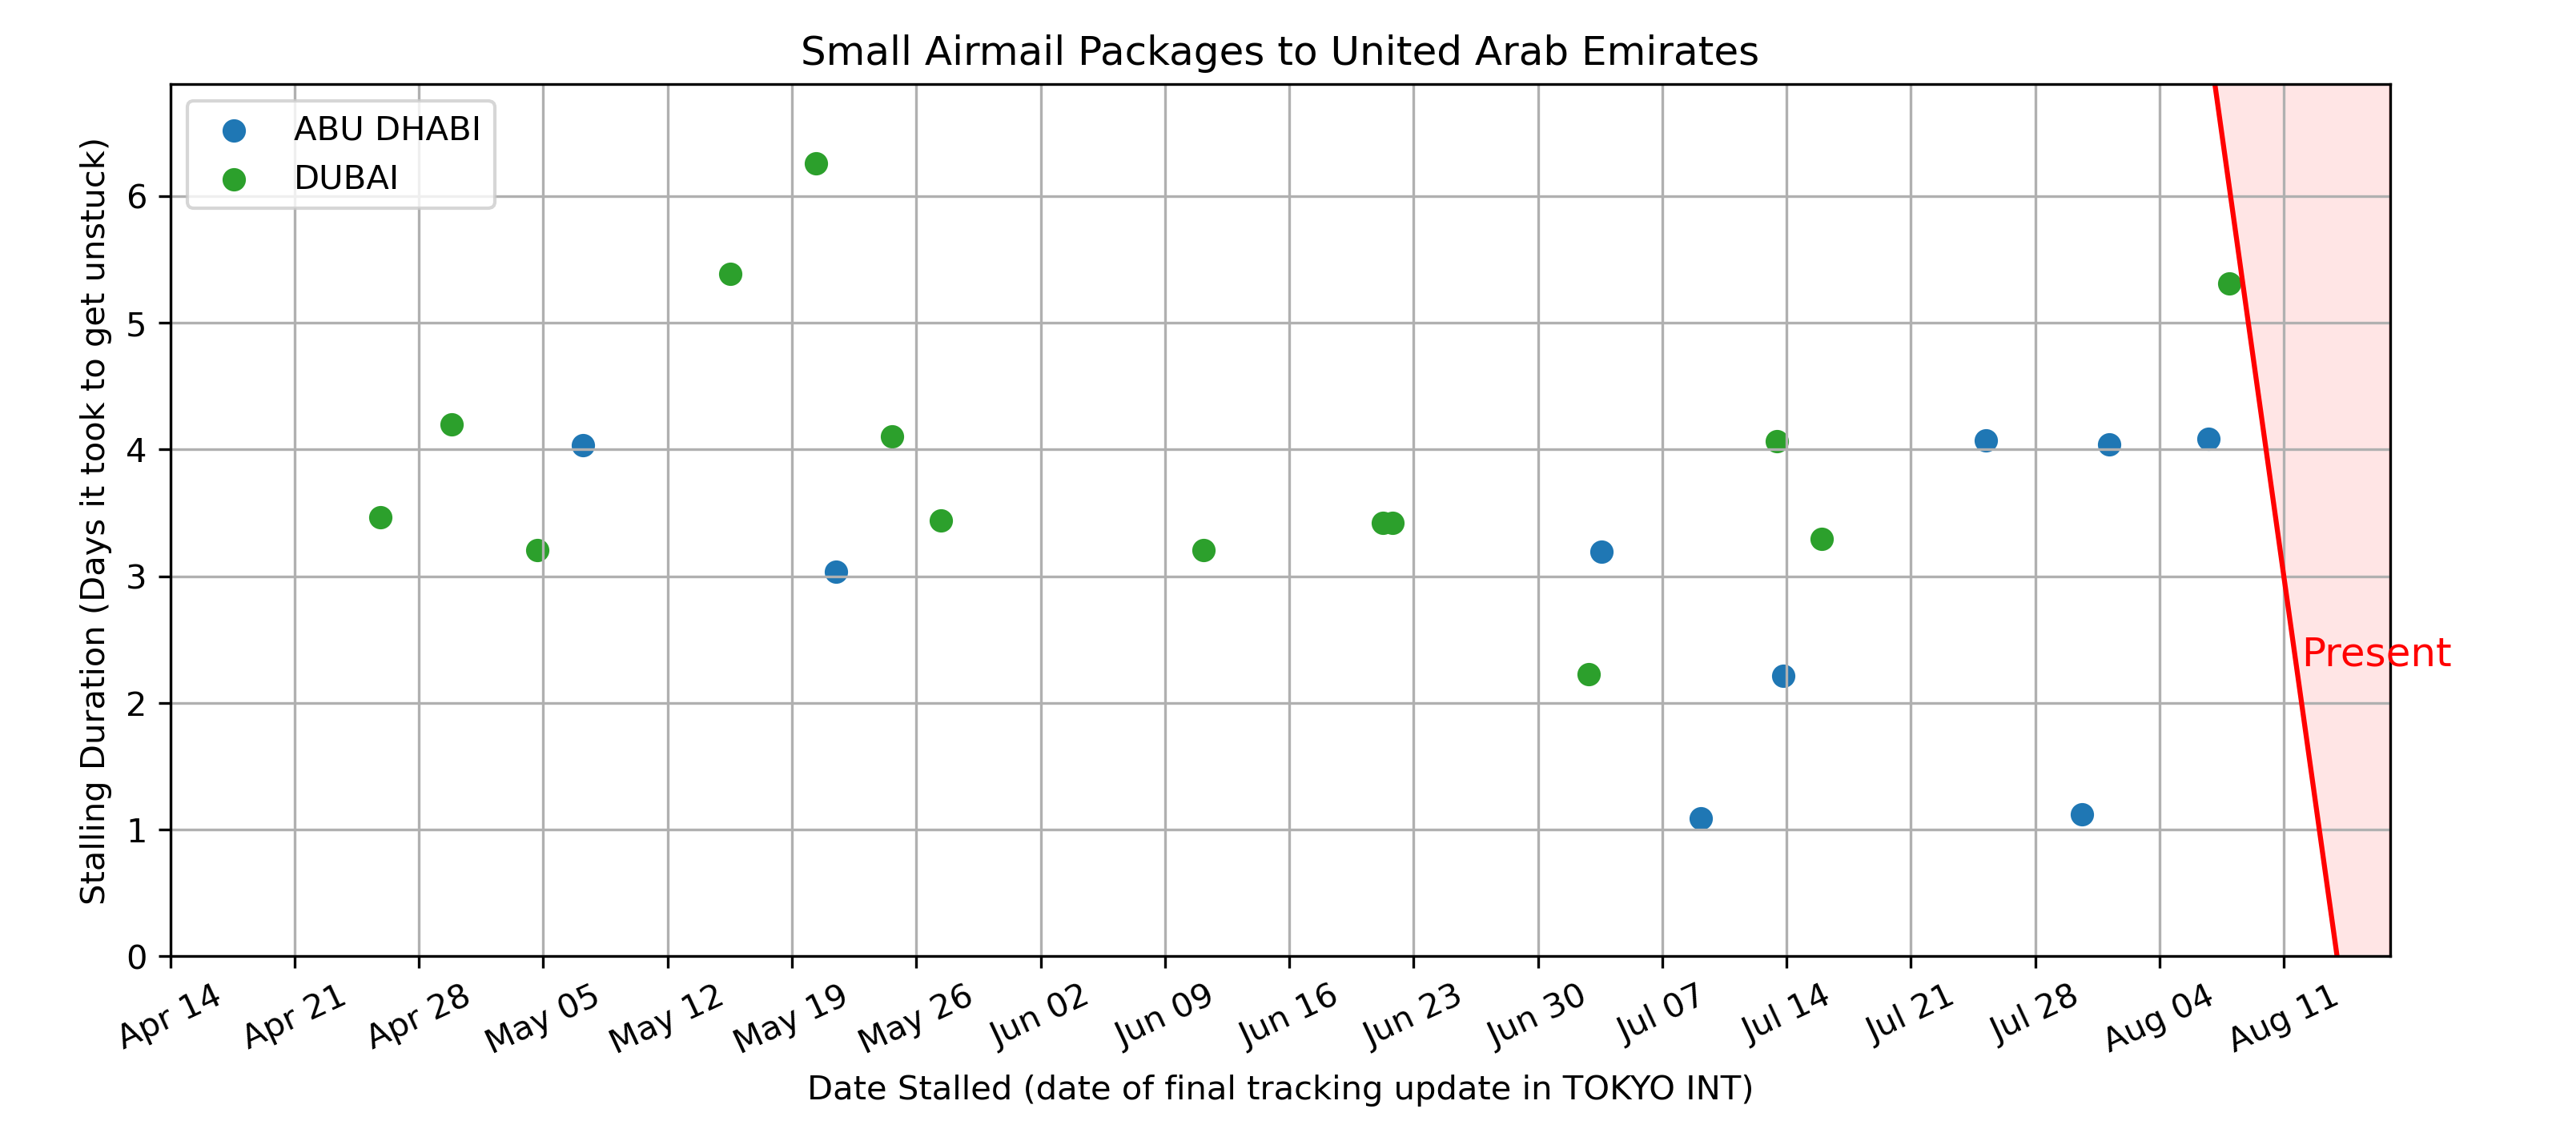 Small Airmail Packages to United Arab Emirates
ABU DHABI
DUBAI
Stalling Duration (Days it took to get unstuck)
6
5
4
3
2
1
0
Present
Apr 14
Apr 21
Apr 28
May 05
May 12
May 19
May 26
Jun 02
Jun 09
Jun 16
Jun 23
Jun 30
Jul 07
Jul 14
Jul 21
Jul 28
Aug 04
Aug 11
Date Stalled (date of final tracking update in TOKYO INT)